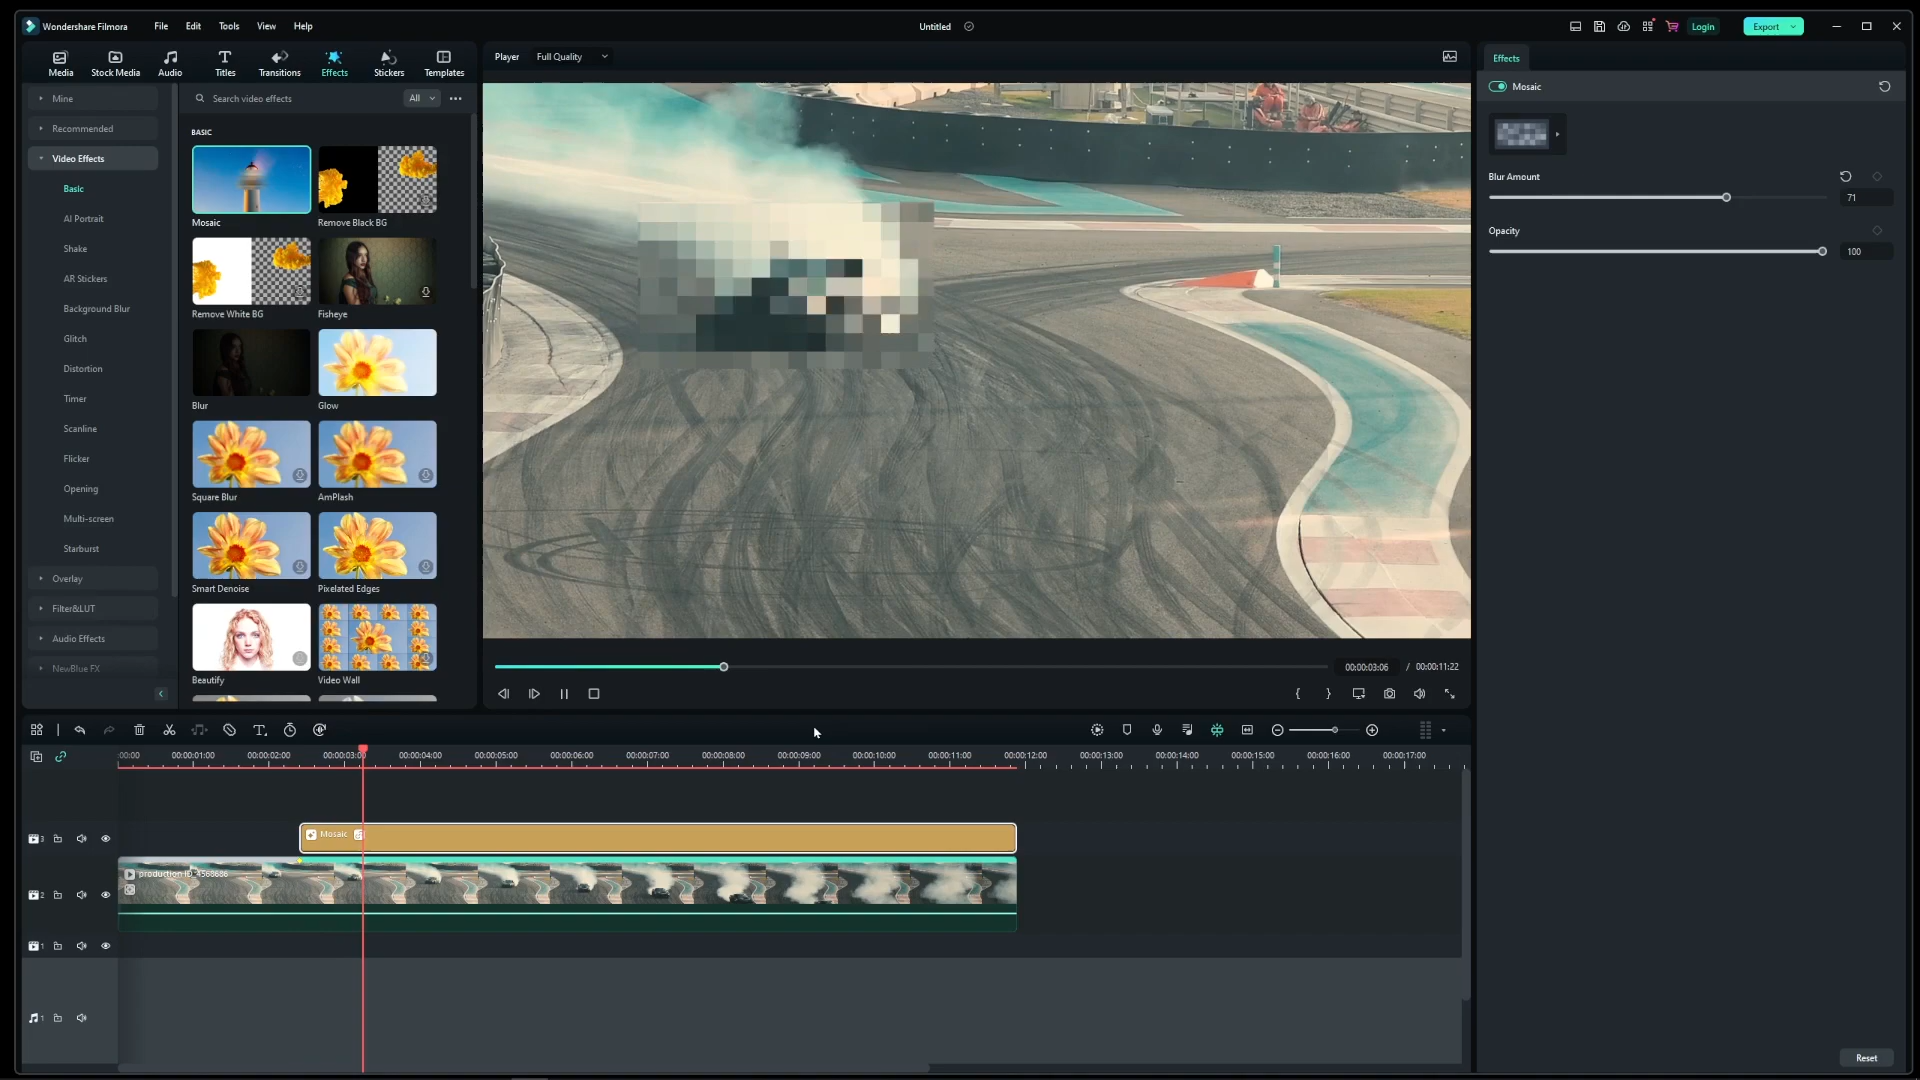 Wondershare Filmora
File Edit Tools View Help
Untitled
Login
Export
Media Stock Media Audio Titles Transitions Effects Stickers Templates
Mine
Recommended
Video Effects
Basic
AI Portrait
Shake
AR Stickers
Background Blur
Glitch
Distortion
Timer
Scanline
Flicker
Opening
Multi-screen
Starburst
Overlay
Filter&LUT
Audio Effects
NewBlue FX
Search video effects
All
BASIC
Mosaic Remove Black BG
Remove White BG Fisheye
Blur Glow
Square Blur AmPlash
Smart Denoise Pixelated Edges
Beautify Video Wall
Player Full Quality
00:00:03:06 / 00:00:11:22
Effects
Mosaic
Blur Amount
71
Opacity
100
Reset
:00:00 00:00:01:00 00:00:02:00 00:00:03:00 00:00:04:00 00:00:05:00 00:00:06:00 00:00:07:00 00:00:08:00 00:00:09:00 00:00:10:00 00:00:11:00 00:00:12:00 00:00:13:00 00:00:14:00 00:00:15:00 00:00:16:00 00:00:17:00
3
Mosaic
2
production ID_4568686
1
1